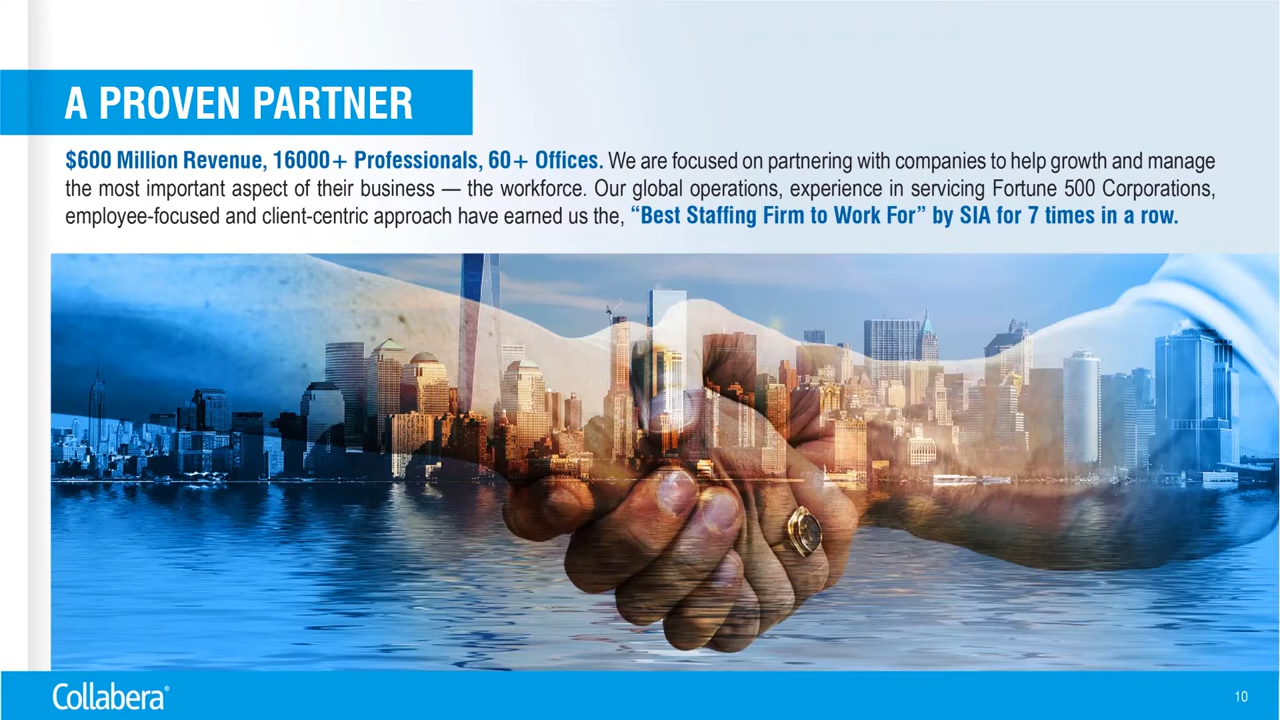 A PROVEN PARTNER
$600 Million Revenue, 16000+ Professionals, 60+ Offices. We are focused on partnering with companies to help growth and manage
the most important aspect of their business — the workforce. Our global operations, experience in servicing Fortune 500 Corporations,
employee-focused and client-centric approach have earned us the, “Best Staffing Firm to Work For” by SIA for 7 times in a row.
Collabera®
10